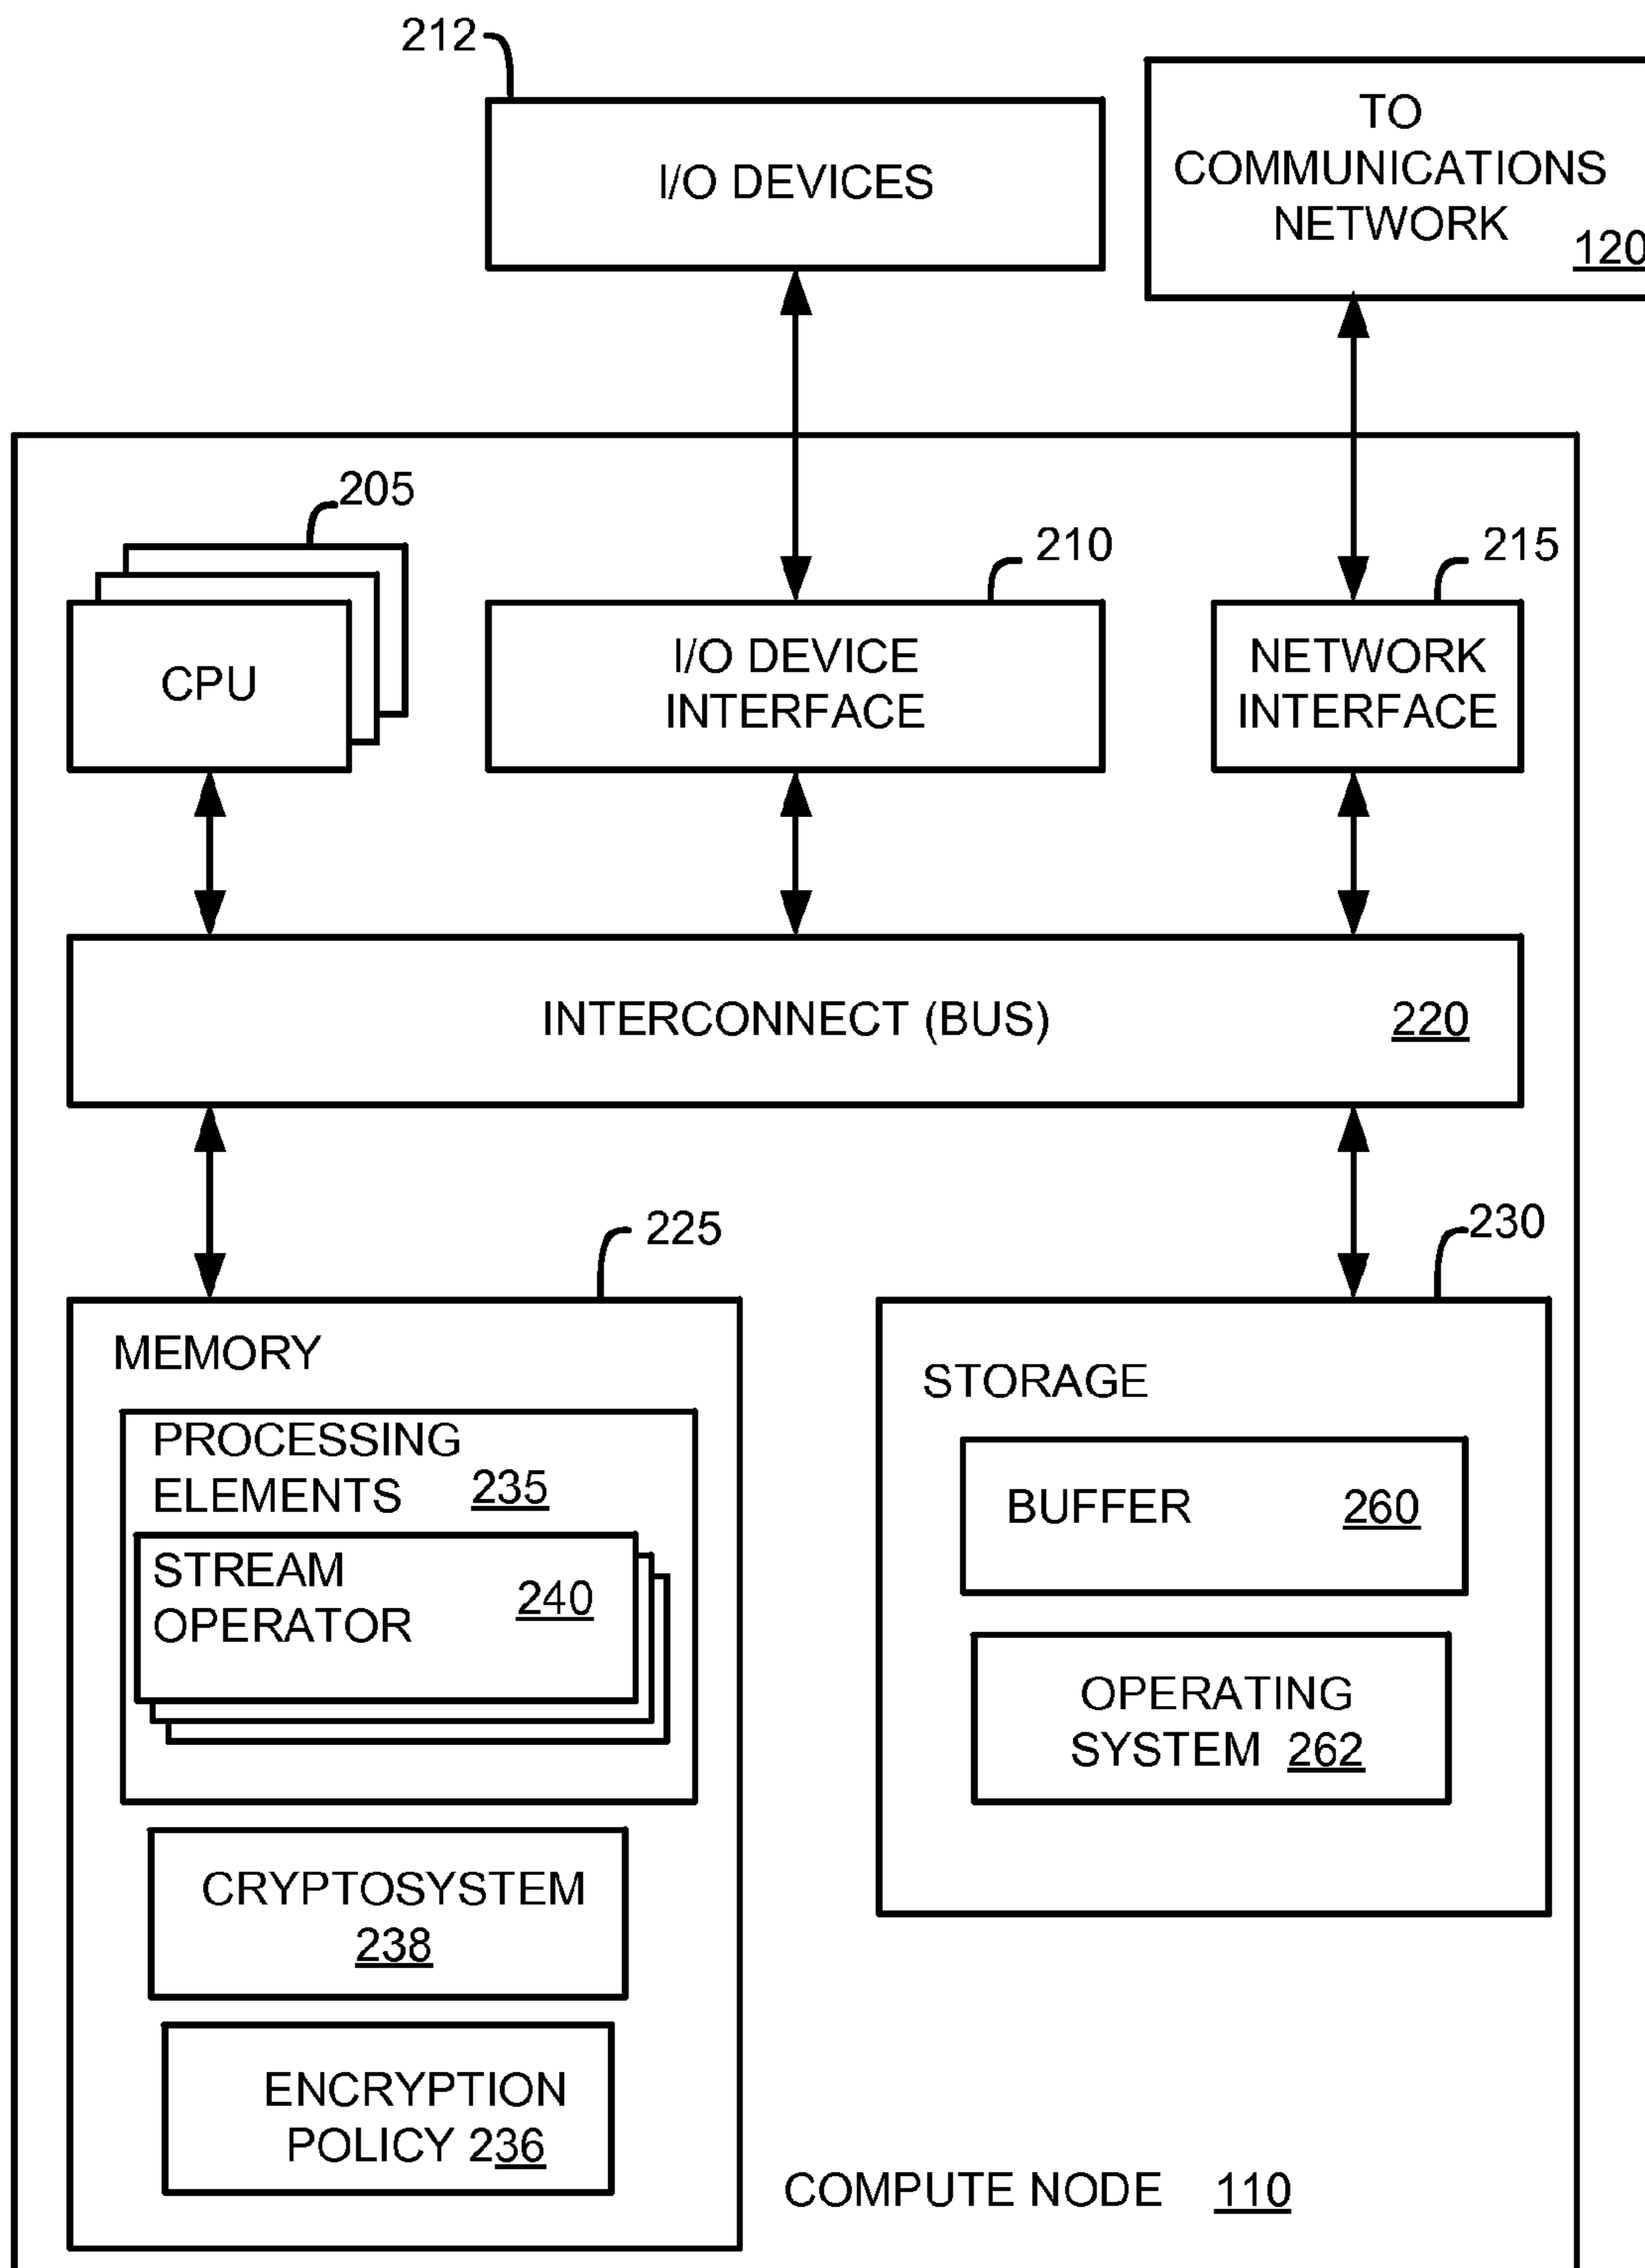 212
I/O DEVICES
TO
COMMUNICATIONS
NETWORK
120
205
210
215
CPU
I/O DEVICE
INTERFACE
NETWORK
INTERFACE
INTERCONNECT (BUS) 220
225
230
MEMORY
PROCESSING
ELEMENTS 235
STREAM
OPERATOR
240
CRYPTOSYSTEM
238
ENCRYPTION
POLICY 236
STORAGE
BUFFER 260
OPERATING
SYSTEM 262
COMPUTE NODE 110